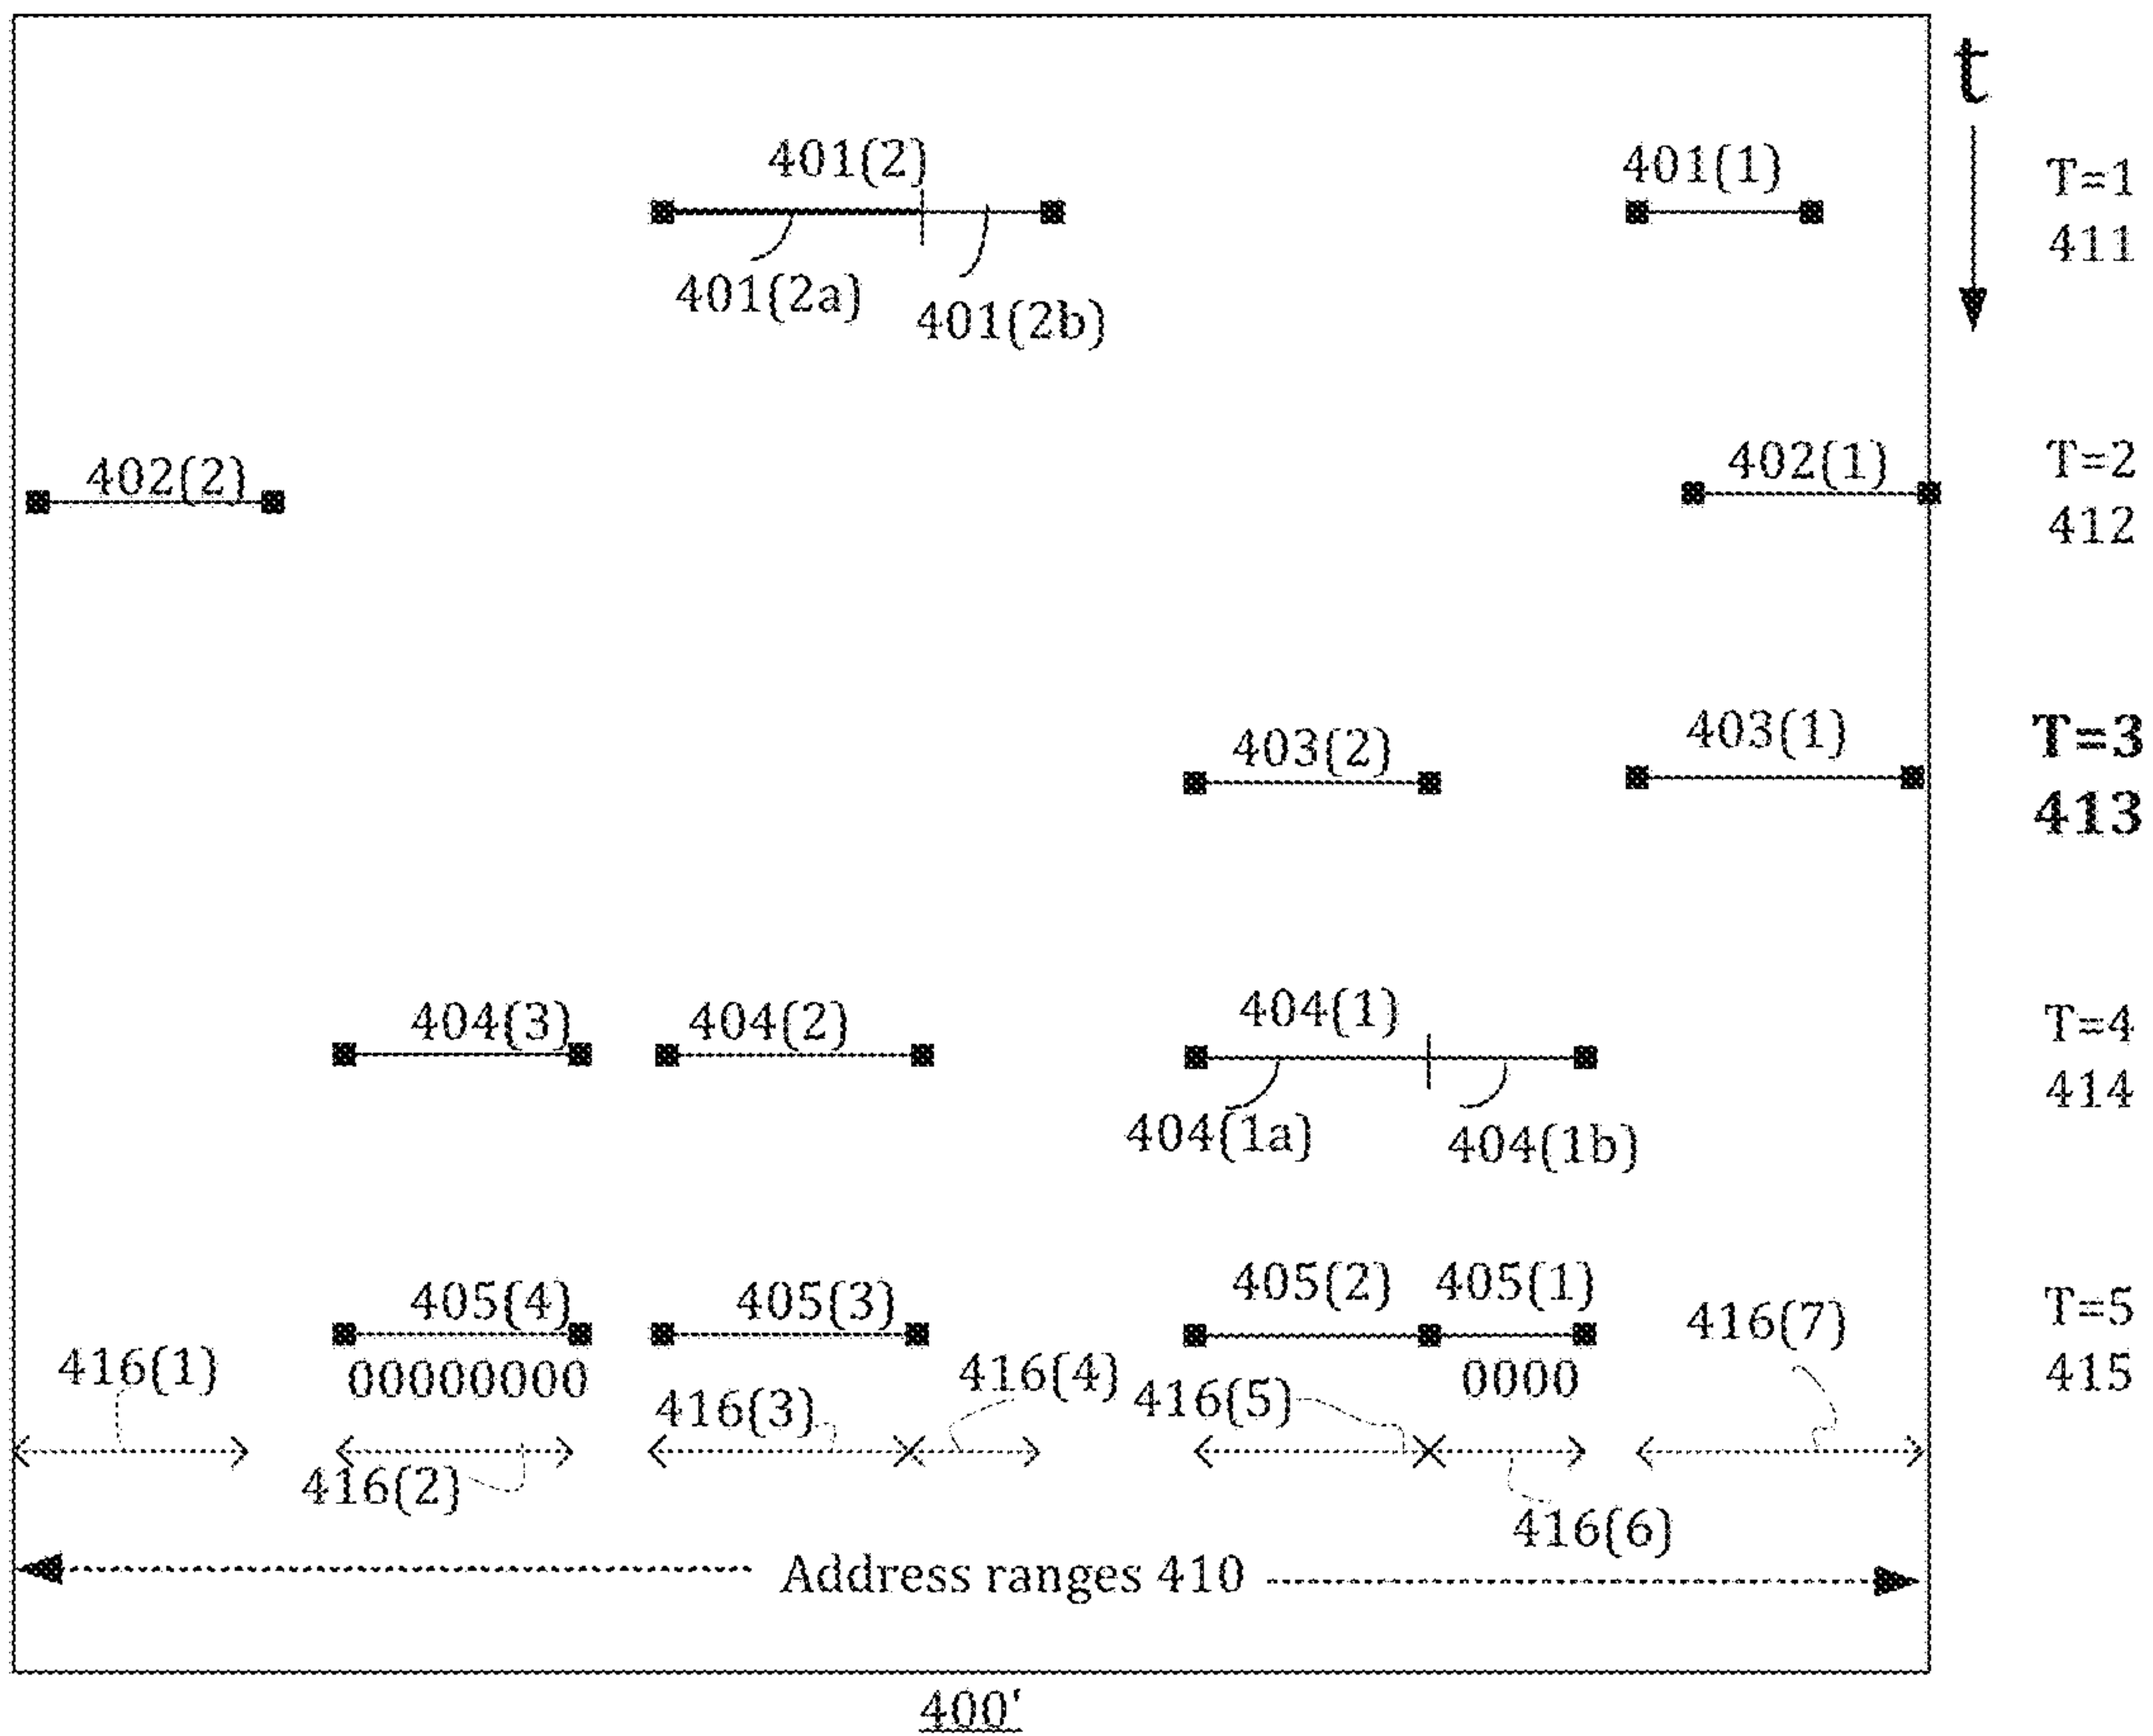 t
401(2)
401(1)
T=1
411
401(2a)
401(2b)
402(2)
402(1)
T=2
412
403(2)
403(1)
T=3
413
404(3)
404(2)
404(1)
T=4
414
404(1a)
404(1b)
405(4)
405(3)
405(2)
405(1)
T=5
415
416(1)
00000000
416(3)
416(4)
416(5)
0000
416(7)
416(2)
416(6)
Address ranges 410
400'